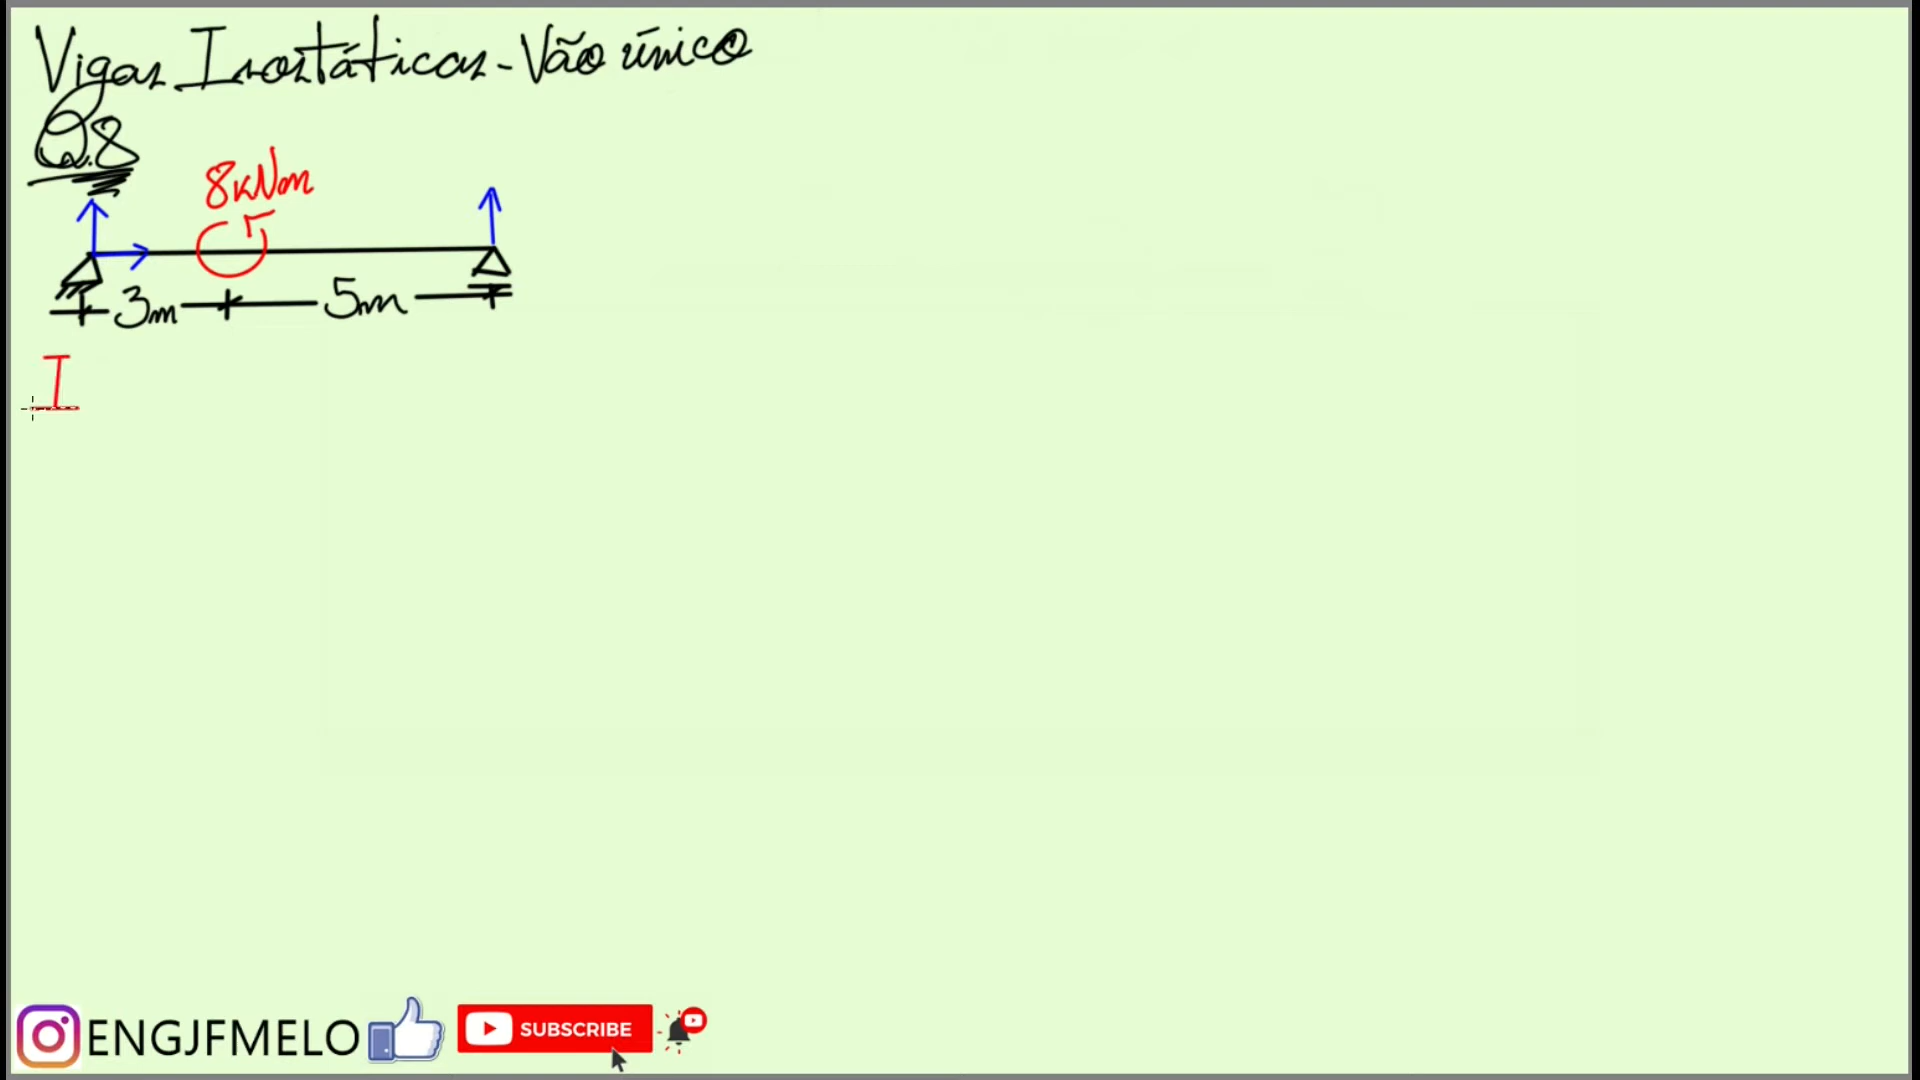 Vigas Isostáticas - Vão único
Q.8
8kNm
3m 5m
I
ENGJFMELO SUBSCRIBE